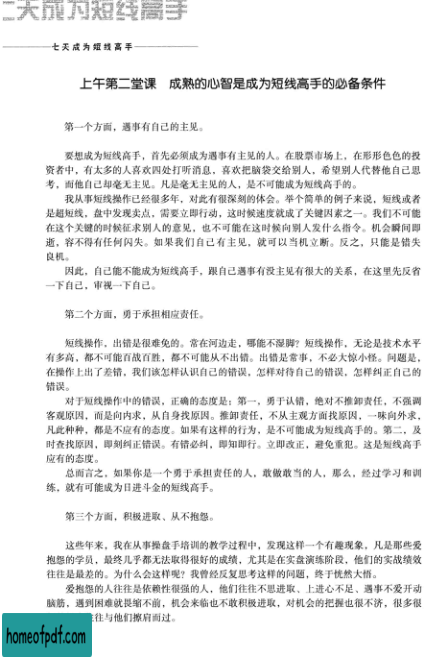 七天成为短线高手
七天成为短线高手
上午第二堂课 成熟的心智是成为短线高手的必备条件
第一个方面，遇事有自己的主见。
要想成为短线高手，首先必须成为遇事有主见的人。在股票市场上，在形形色色的投
资者中，有太多的人喜欢四处打听消息，喜欢把脑袋交给别人，希望别人代替他自己思
考，而他自己却毫无主见。凡是毫无主见的人，是不可能成为短线高手的。
我从事短线操作已经很多年，对此有很深刻的体会。举个简单的例子来说，短线或者
是超短线，盘中发现卖点，需要立即行动，这时候速度就成了关键因素之一。我们不可能
在这个关键的时候征求别人的意见，也不可能在这时候向别人发什么指令。机会瞬间即
逝，容不得有任何闪失。如果我们自己有主见，就可以当机立断。反之，只能是错失
良机。
因此，自己能不能成为短线高手，跟自己遇事有没主见有很大的关系，在这里先反省
一下自己，审视一下自己。
第二个方面，勇于承担相应责任。
短线操作，出错是很难免的。常在河边走，哪能不湿脚？短线操作，无论是技术水平
有多高，都不可能百战百胜，都不可能从不出错。出错是常事，不必大惊小怪。问题是，
在操作上出了差错，我们该怎样认识自己的错误，怎样对待自己的错误，怎样纠正自己的
错误。
对于短线操作中的错误，正确的态度是：第一，勇于认错，绝对不推卸责任，不强调
客观原因，而是向内求，从自身找原因。推卸责任，不从主观方面找原因，一味向外求，
凡此种种，都是不应有的态度。如果有这样的行为，是不可能成为短线高手的。第二，及
时查找原因，即刻纠正错误。有错必纠，即知即行。立即改正，避免重犯。这是短线高手
应有的态度。
总而言之，如果你是一个勇于承担责任的人，敢做敢当的人，那么，经过学习和训
练，就有可能成为日进斗金的短线高手。
第三个方面，积极进取、从不抱怨。
这些年来，我在从事操盘手培训的教学过程中，发现这样一个有趣现象，凡是那些爱
抱怨的学员，最终几乎都无法取得很好的成绩，尤其是在实盘演练阶段，他们的实战绩效
往往是最差的。为什么会这样呢？我曾经反复思考这样的问题，终于恍然大悟。
爱抱怨的人往往是依赖性很强的人，他们往往不思进取、上进心不足、遇事不爱开动
脑筋，遇到困难就畏缩不前，机会来临也不敢积极进取，对机会的把握也很不济，很多很
往与他们擦肩而过。
homeofpdf.com